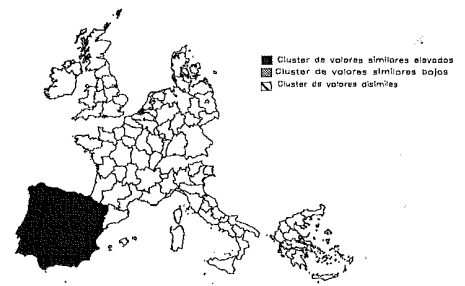 Cluster de valores similares elevados
Cluster de valores similares bajos
Cluster de valores disímiles